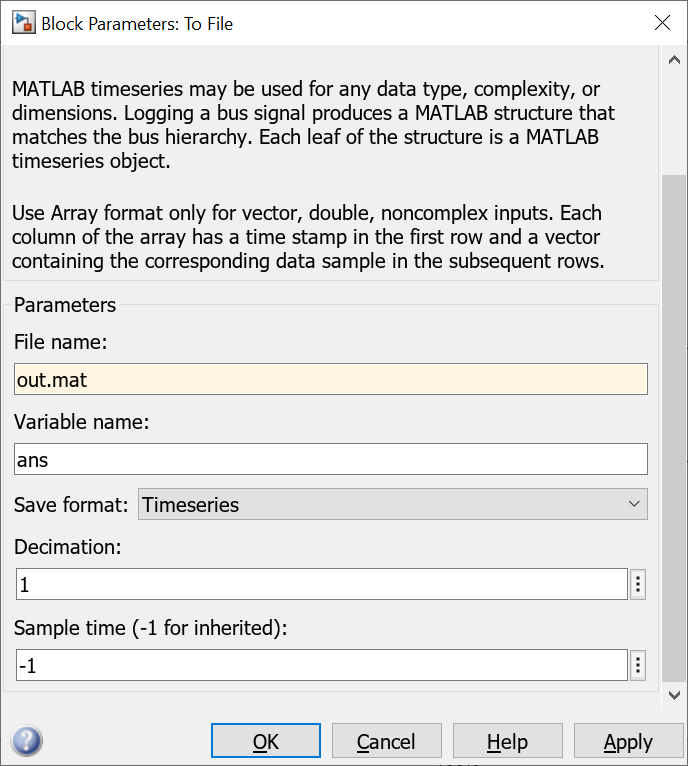 Block Parameters: To File
MATLAB timeseries may be used for any data type, complexity, or
dimensions. Logging a bus signal produces a MATLAB structure that
matches the bus hierarchy. Each leaf of the structure is a MATLAB
timeseries object.
Use Array format only for vector, double, noncomplex inputs. Each
column of the array has a time stamp in the first row and a vector
containing the corresponding data sample in the subsequent rows.
Parameters
File name:
out.mat
Variable name:
ans
Save format: Timeseries
Decimation:
1
Sample time (-1 for inherited):
-1
? OK Cancel Help Apply